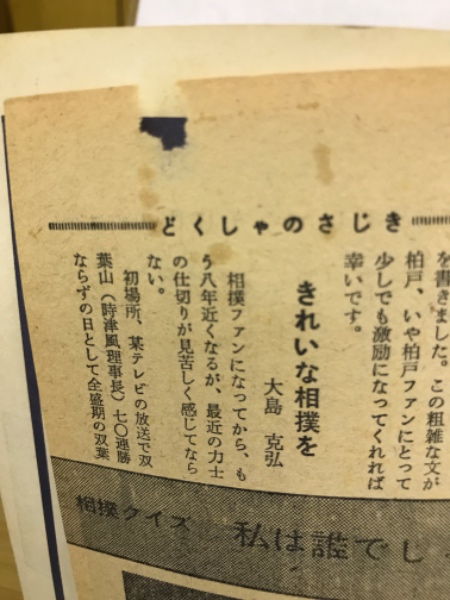 どくしゃのさじき
を書きました。この粗雑な文が
柏戸、いや柏戸ファンにとって
少しでも激励になってくれれば
幸いです。
きれいな相撲を
大島 克弘
相撲ファンになってから、も
う八年近くなるが、最近の力士
の仕切りが見苦しく感じてなら
ない。
初場所、某テレビの放送で双
葉山（時津風理事長）七〇連勝
ならずの日として全盛期の双葉
相撲クイズ 私は誰でし